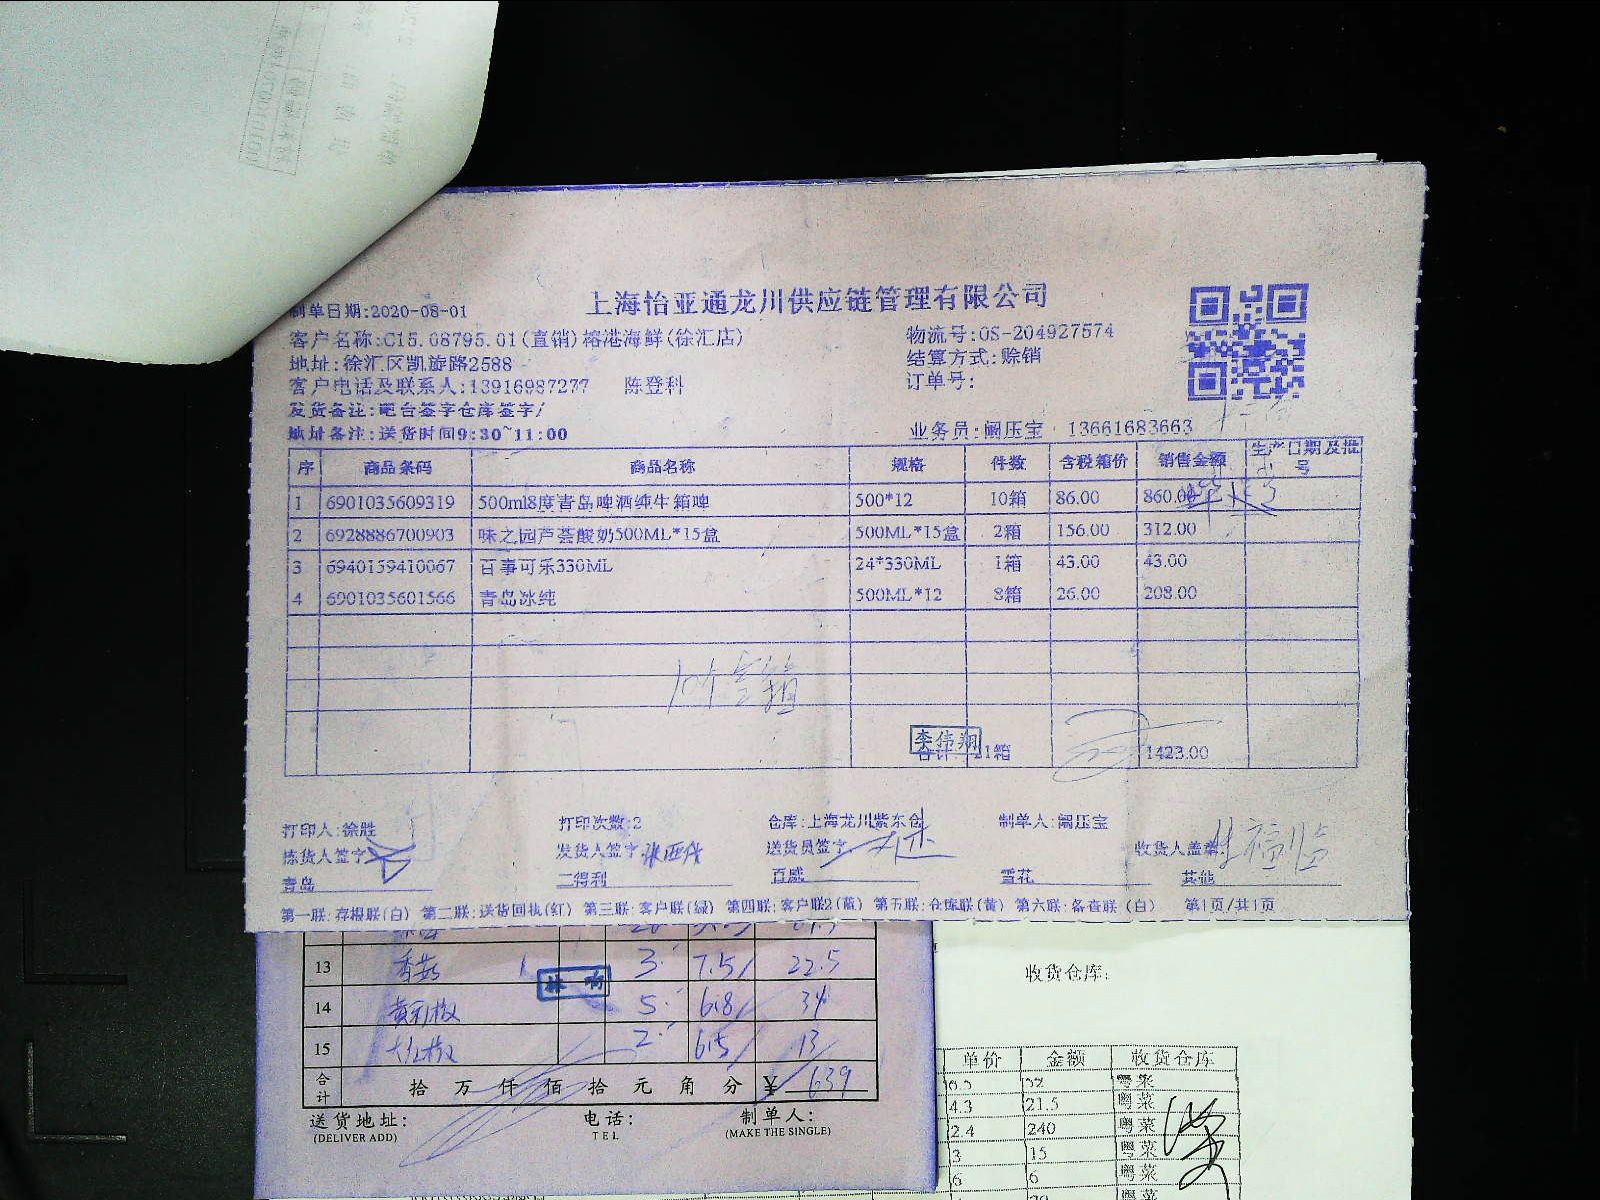 上海怡亚通龙川供应链管理有限公司
制单日期:2020-08-01
客户名称:C15.08795.01(直销)榕港海鲜(徐汇店) 物流号:OS-204927574
地址:徐汇区凯旋路2588 结算方式:赊销
客户电话及联系人:13916987277 陈登科 订单号:
发货备注:吧台签字仓库签字/
地址备注:送货时间9:30~11:00 业务员:阚压宝 13661683663
序 商品条码 商品名称 规格 件数 含税箱价 销售金额 生产日期及批号
1 6901035609319 500ml8度青岛啤酒纯牛箱啤 500*12 10箱 86.00 860.00
2 6928886700903 味之园芦荟酸奶500ML*15盒 500ML*15盒 2箱 156.00 312.00
3 6940159410067 百事可乐330ML 24*330ML 1箱 43.00 43.00
4 6901035601566 青岛冰纯 500ML*12 8箱 26.00 208.00
李伟翔
合计: 21箱 1423.00
打印人:徐胜 打印次数:2 仓库:上海龙川紫东仓 制单人:阚压宝
拣货人签字 发货人签字 送货员签字 收货人盖章:
青岛 二得利 百威 雪花 其他
第一联:存根联(白) 第二联:送货回执(红) 第三联:客户联(绿) 第四联:客户联2(蓝) 第五联:仓库联(黄) 第六联:备查联(白) 第1页/共1页
13 香菇 3 7.5 22.5
14 黄彩椒 5 6.8 34
15 大红椒 2 6.5 13
合计 拾 万 仟 佰 拾 元 角 分 ¥ 639
送货地址: 电话: 制单人:
(DELIVER ADD) TEL (MAKE THE SINGLE)
收货仓库:
单价 金额 收货仓库
粤菜
4.3 21.5 粤菜
2.4 240 粤菜
3 15 粤菜
6 6 粤菜